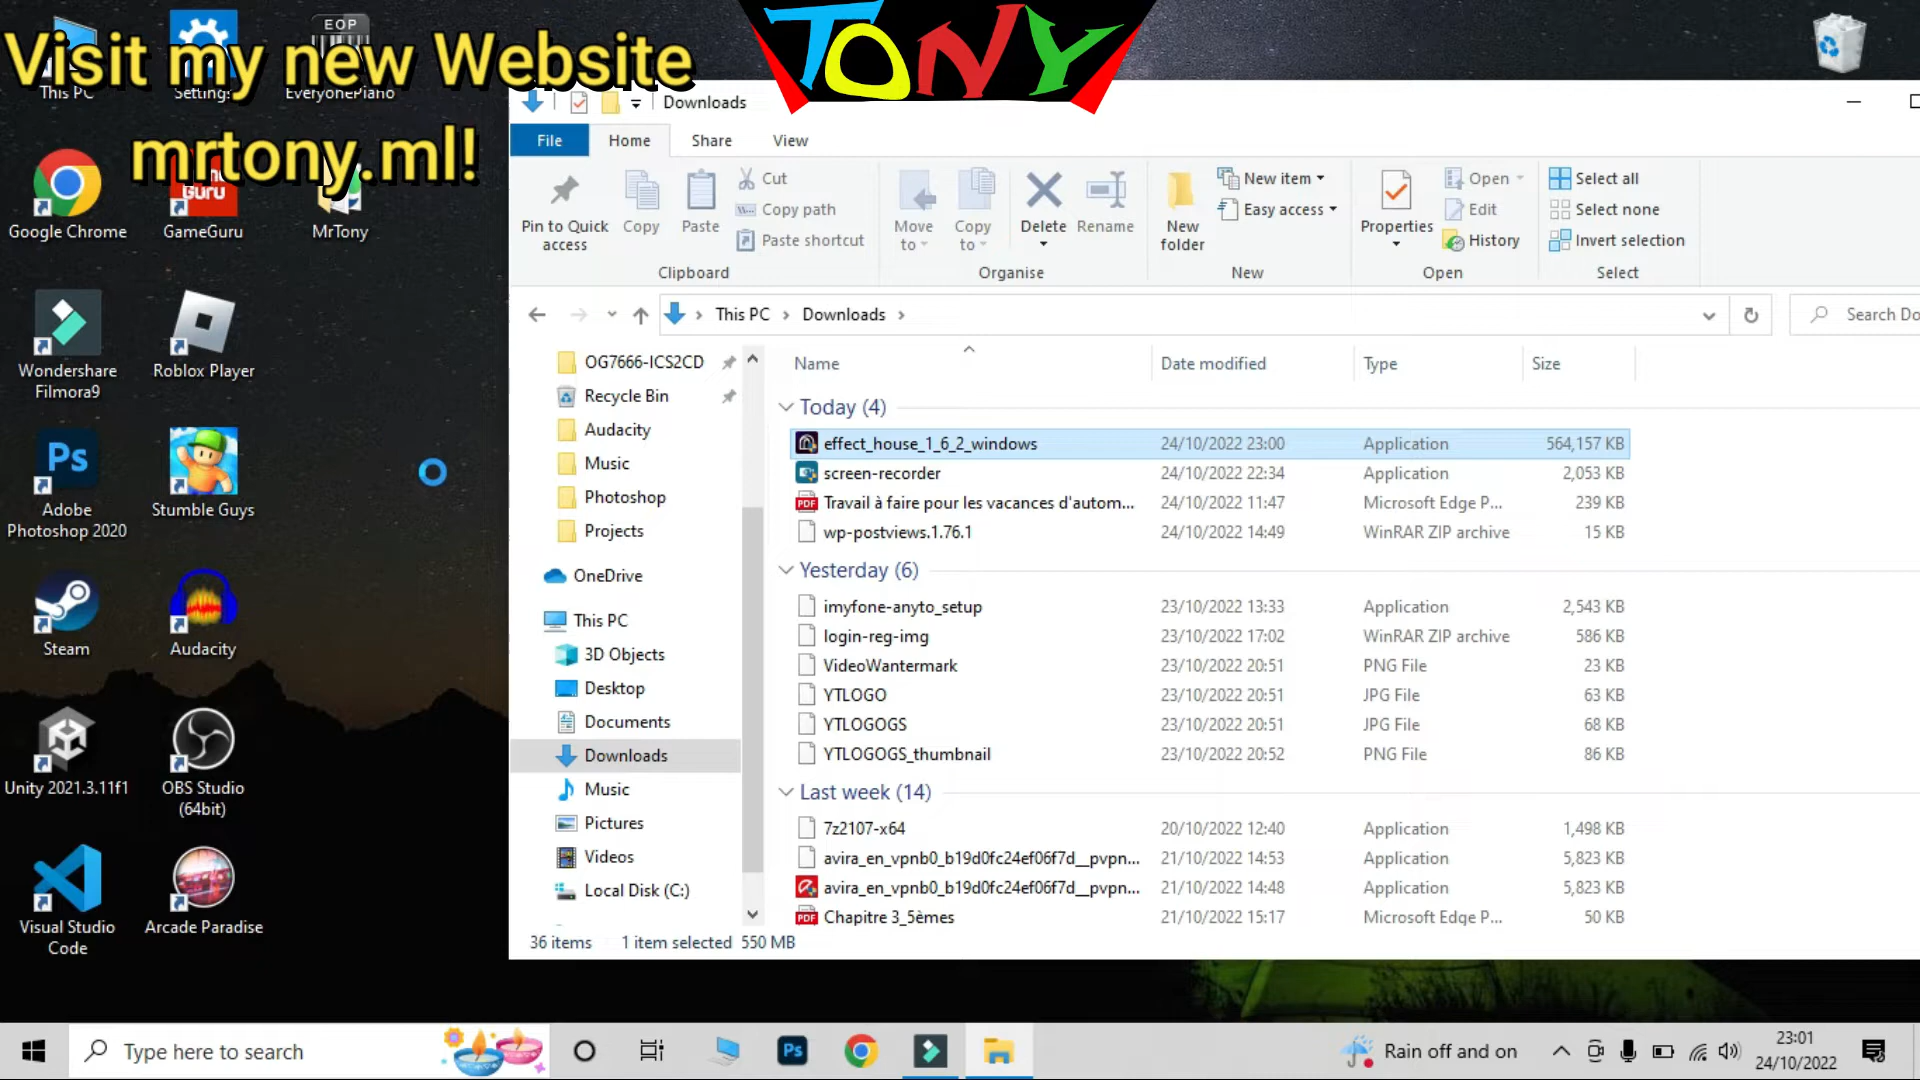 Visit my new Website
mrtony.ml!
TONY
EOP
This PC
Settings
EveryonePiano
Google Chrome
Guru
GameGuru
MrTony
Wondershare
Filmora9
Roblox Player
Ps
Adobe
Photoshop 2020
Stumble Guys
Steam
Audacity
Unity 2021.3.11f1
OBS Studio
(64bit)
Visual Studio
Code
Arcade Paradise
Downloads
File Home Share View
Pin to Quick
access
Copy
Paste
Cut
Copy path
Paste shortcut
Clipboard
Move
to
Copy
to
Delete
Rename
Organise
New
folder
New item
Easy access
New
Properties
Open
Edit
History
Open
Select all
Select none
Invert selection
Select
This PC Downloads
Search Do
OG7666-ICS2CD
Recycle Bin
Audacity
Music
Photoshop
Projects
OneDrive
This PC
3D Objects
Desktop
Documents
Downloads
Music
Pictures
Videos
Local Disk (C:)
Name Date modified Type Size
Today (4)
effect_house_1_6_2_windows 24/10/2022 23:00 Application 564,157 KB
screen-recorder 24/10/2022 22:34 Application 2,053 KB
PDF Travail à faire pour les vacances d'autom... 24/10/2022 11:47 Microsoft Edge P... 239 KB
wp-postviews.1.76.1 24/10/2022 14:49 WinRAR ZIP archive 15 KB
Yesterday (6)
imyfone-anyto_setup 23/10/2022 13:33 Application 2,543 KB
login-reg-img 23/10/2022 17:02 WinRAR ZIP archive 586 KB
VideoWantermark 23/10/2022 20:51 PNG File 23 KB
YTLOGO 23/10/2022 20:51 JPG File 63 KB
YTLOGOGS 23/10/2022 20:51 JPG File 68 KB
YTLOGOGS_thumbnail 23/10/2022 20:52 PNG File 86 KB
Last week (14)
7z2107-x64 20/10/2022 12:40 Application 1,498 KB
avira_en_vpnb0_b19d0fc24ef06f7d__pvpn... 21/10/2022 14:53 Application 5,823 KB
avira_en_vpnb0_b19d0fc24ef06f7d__pvpn... 21/10/2022 14:48 Application 5,823 KB
PDF Chapitre 3_5èmes 21/10/2022 15:17 Microsoft Edge P... 50 KB
36 items 1 item selected 550 MB
Type here to search
Ps
Rain off and on
23:01
24/10/2022